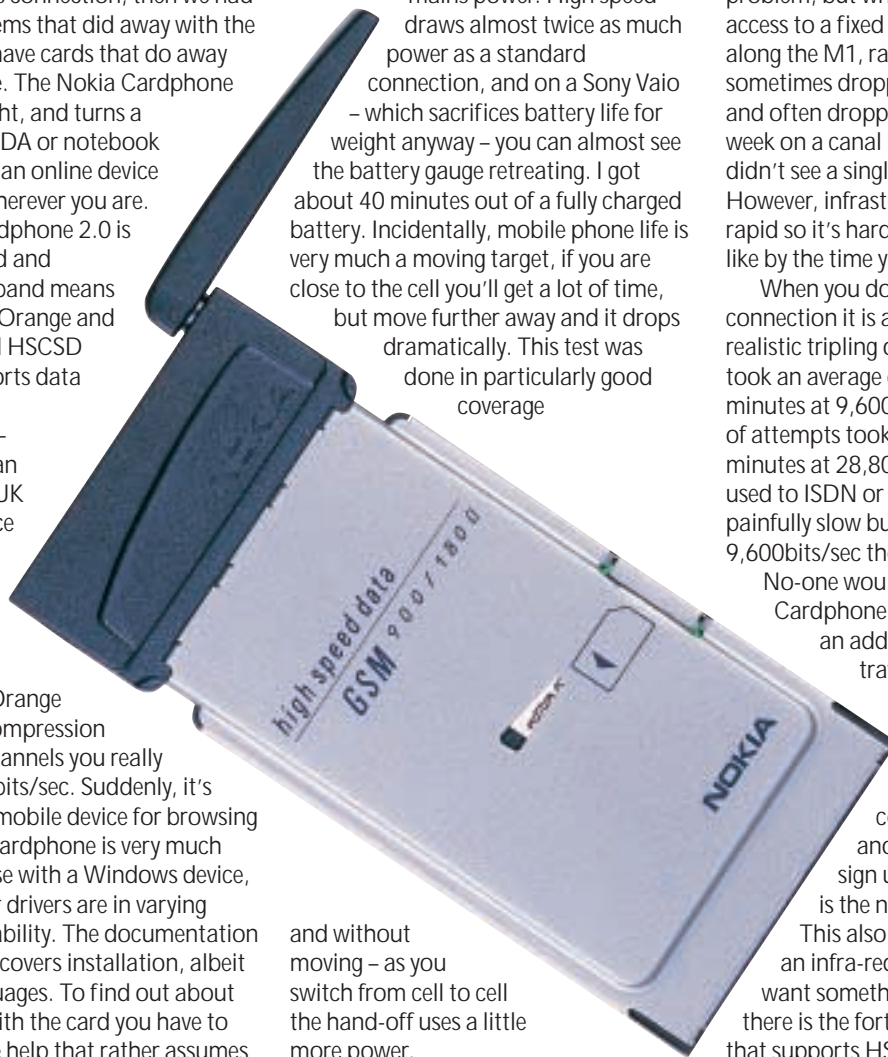 s connection, then we had
ems that did away with the
have cards that do away
e. The Nokia Cardphone
ht, and turns a
DA or notebook
an online device
herever you are.
dphone 2.0 is
d and
band means
Orange and
HSCSD
orts data
–
an
UK
ce
Orange
ompression
annels you really
bits/sec. Suddenly, it’s
mobile device for browsing
ardphone is very much
se with a Windows device,
r drivers are in varying
ability. The documentation
covers installation, albeit
uages. To find out about
ith the card you have to
e help that rather assumes
mains power. High speed
draws almost twice as much
power as a standard
connection, and on a Sony Vaio
– which sacrifices battery life for
weight anyway – you can almost see
the battery gauge retreating. I got
about 40 minutes out of a fully charged
battery. Incidentally, mobile phone life is
very much a moving target, if you are
close to the cell you’ll get a lot of time,
but move further away and it drops
dramatically. This test was
done in particularly good
coverage
and without
moving – as you
switch from cell to cell
the hand-off uses a little
more power.
problem, but wh
access to a fixed
along the M1, ra
sometimes dropp
and often dropp
week on a canal
didn’t see a singl
However, infrast
rapid so it’s hard
like by the time y
When you do
connection it is a
realistic tripling o
took an average
minutes at 9,600
of attempts took
minutes at 28,80
used to ISDN or
painfully slow bu
9,600bits/sec the
No-one wou
Cardphone
an add
tra
co
and
sign u
is the n
This also
an infra-red
want someth
there is the fort
that supports HS
high speed data
GSM 900/1800
NOKIA